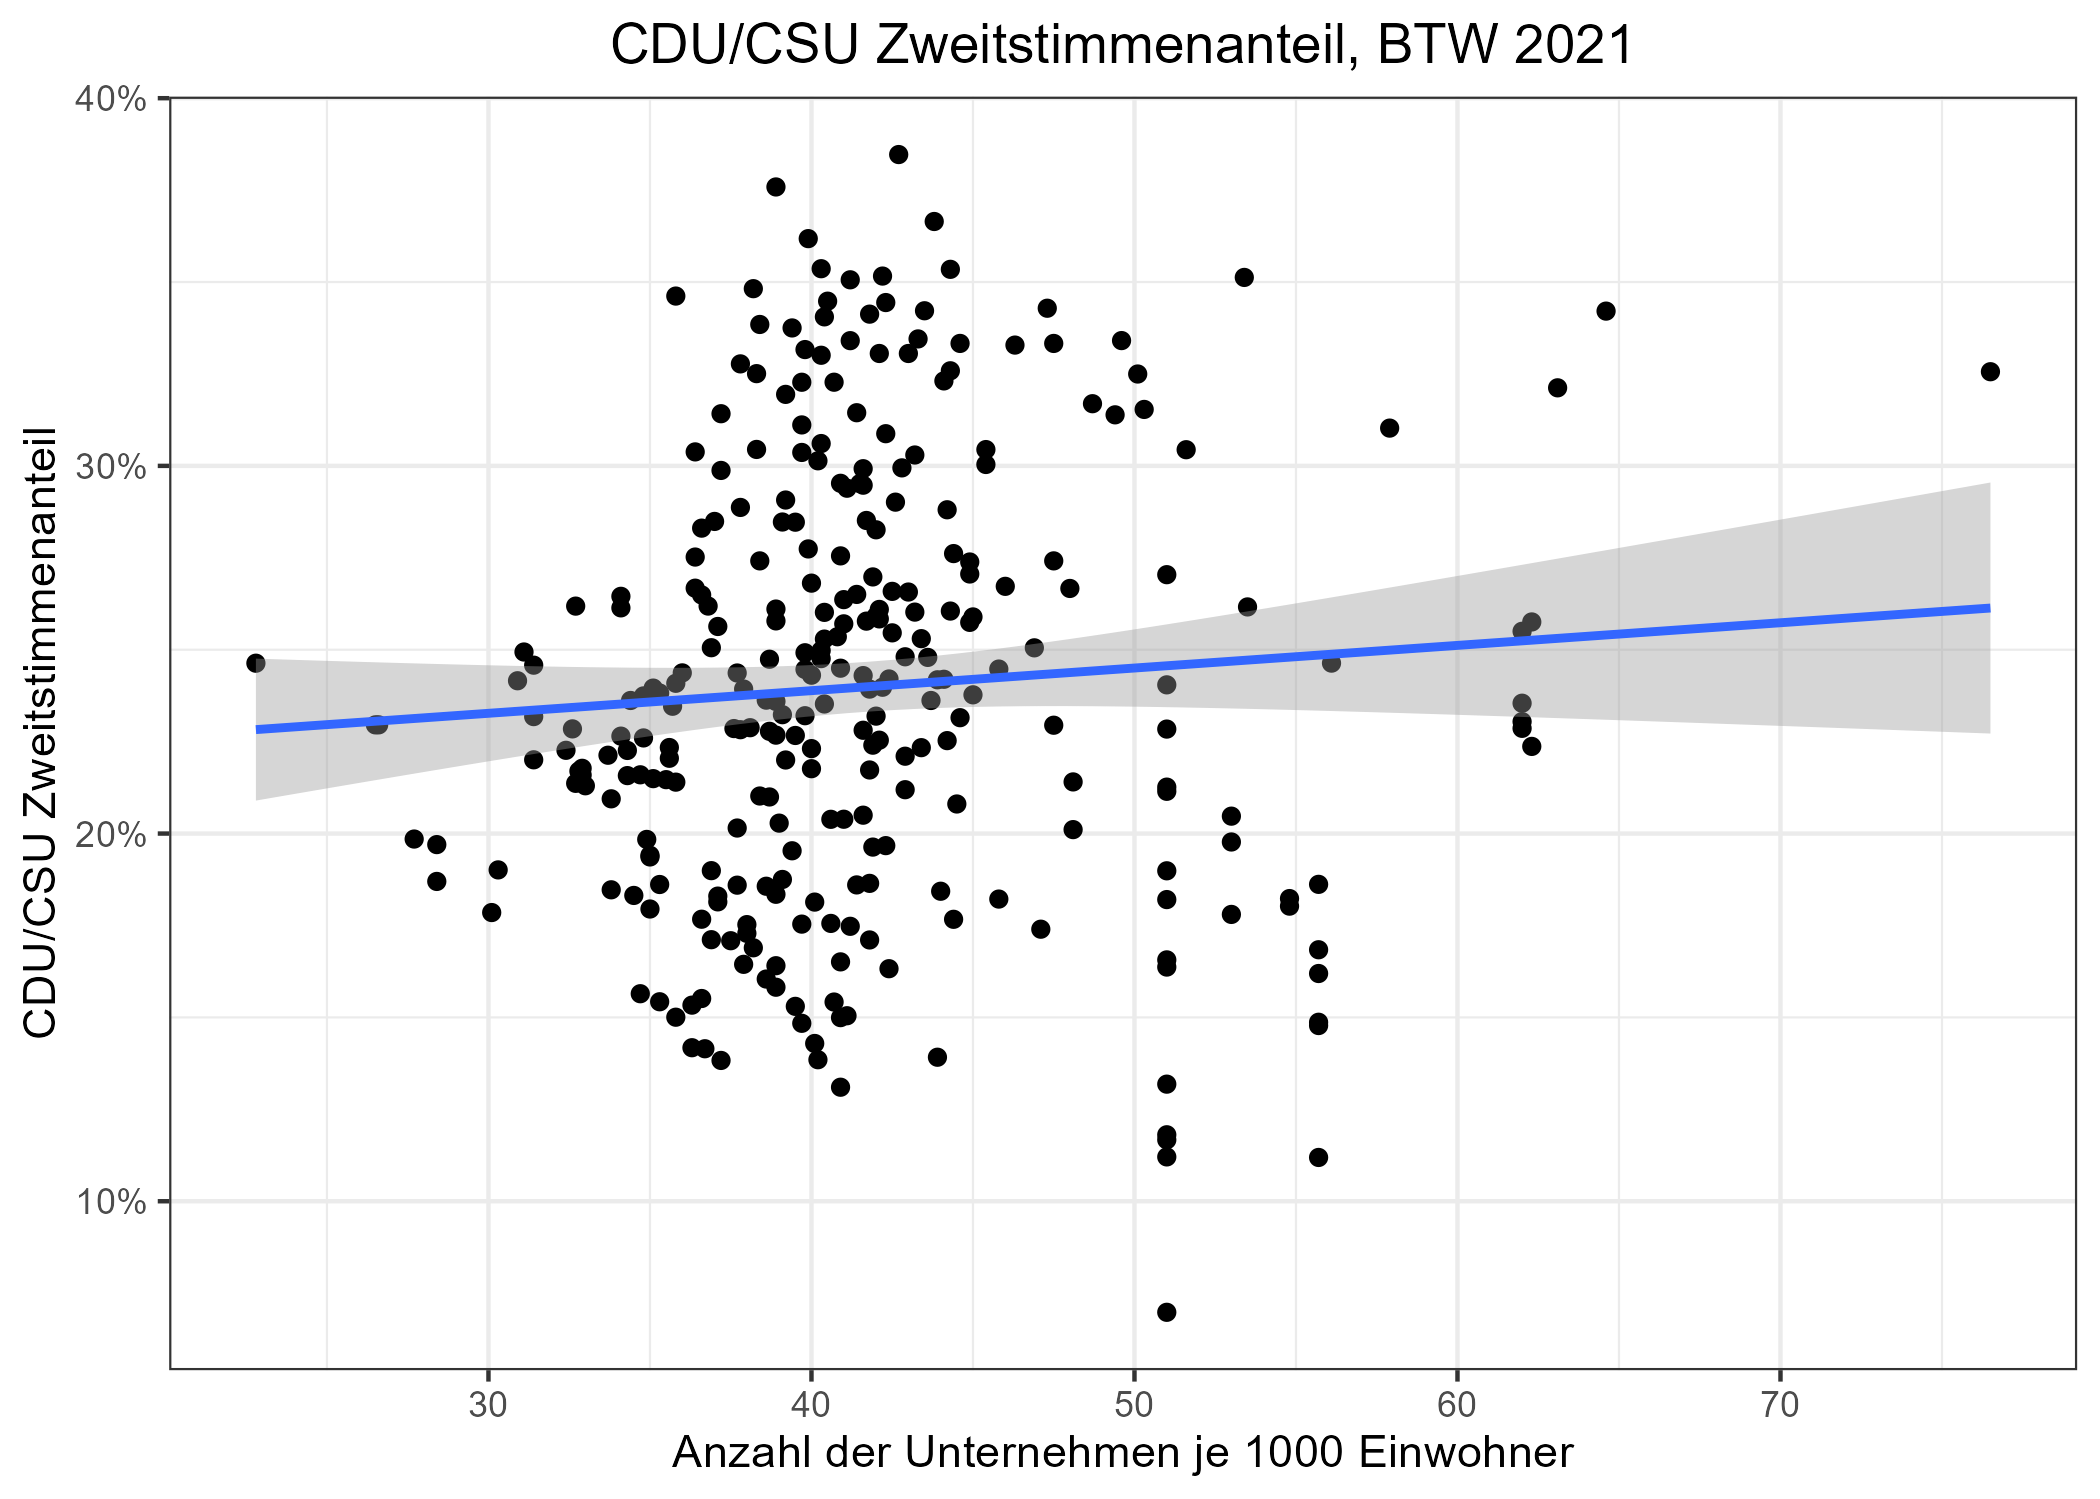 CDU/CSU Zweitstimmenanteil, BTW 2021
CDU/CSU Zweitstimmenanteil
40%
30%
20%
10%
30 40 50 60 70
Anzahl der Unternehmen je 1000 Einwohner